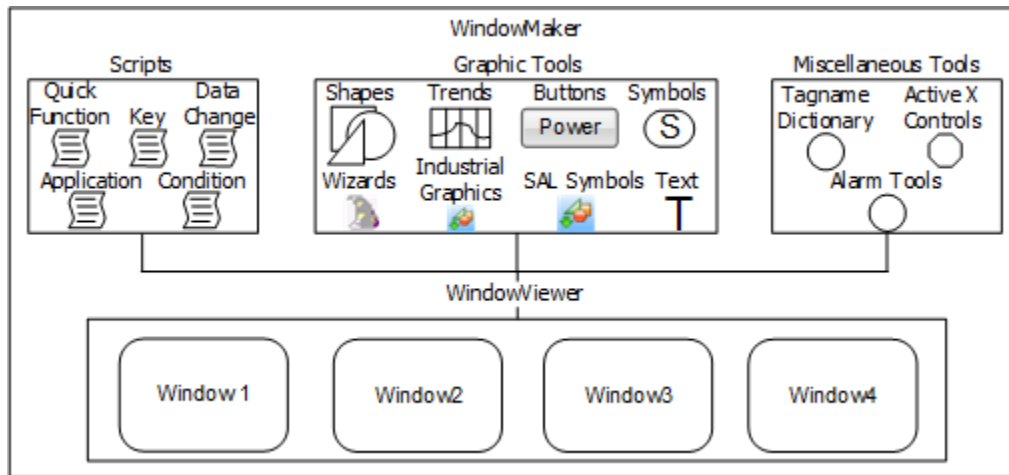 WindowMaker
Scripts
Graphic Tools
Miscellaneous Tools
Quick
Function
Key
Data
Change
Application
Condition
Shapes
Trends
Buttons
Symbols
Power
S
Wizards
Industrial
Graphics
SAL Symbols
Text
T
Tagname
Dictionary
Active X
Controls
Alarm Tools
WindowViewer
Window 1
Window2
Window3
Window4